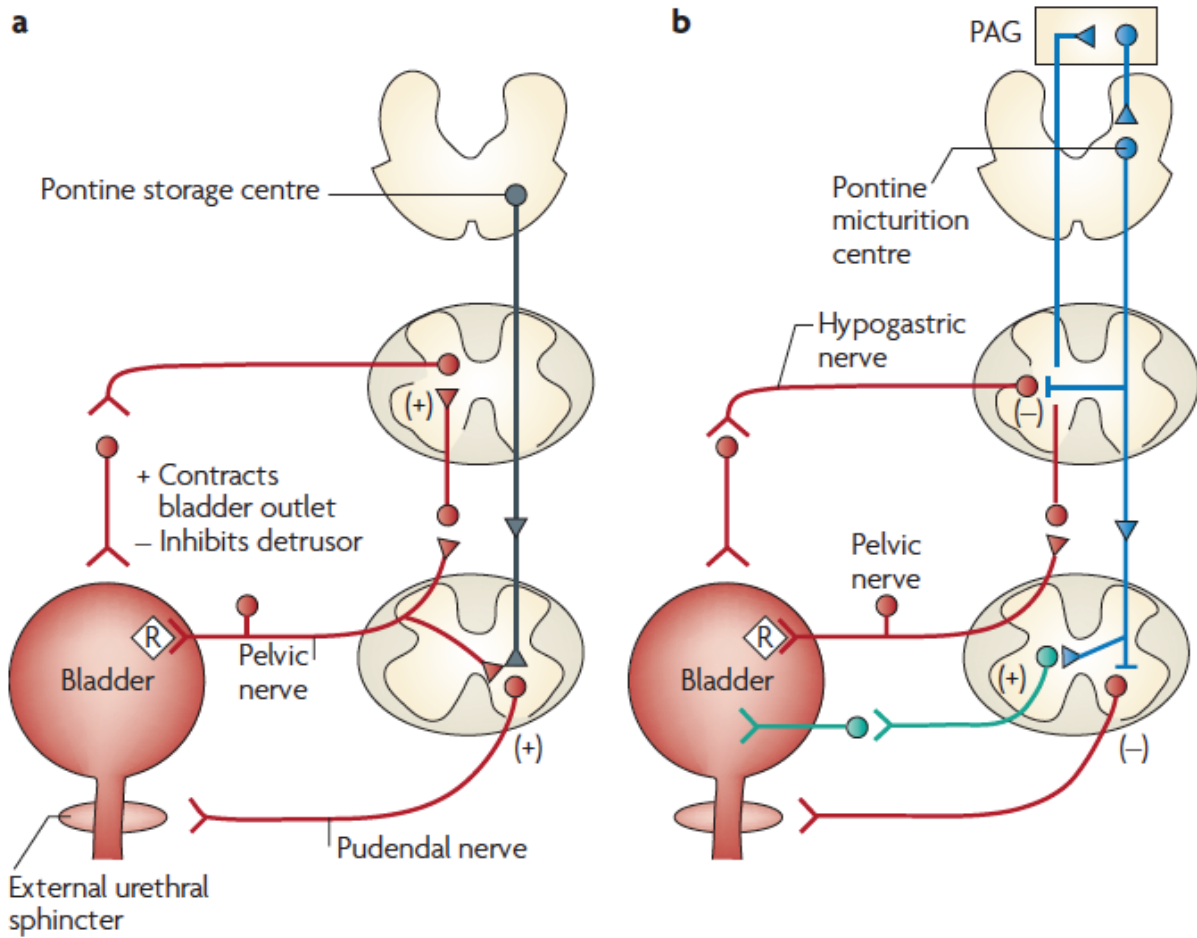 a
Pontine storage centre
(+)
+ Contracts
bladder outlet
– Inhibits detrusor
R
Bladder
Pelvic
nerve
(+)
Pudendal nerve
External urethral
sphincter
b
PAG
Pontine
micturition
centre
Hypogastric
nerve
(–)
Pelvic
nerve
R
Bladder
(+)
(–)